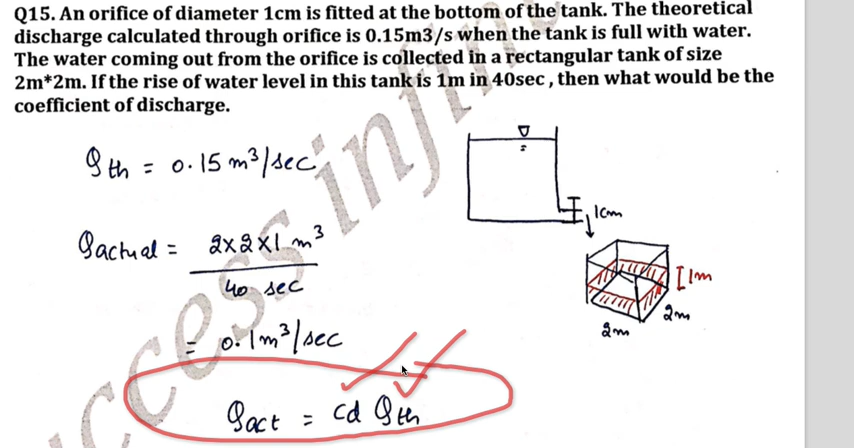 Q15. An orifice of diameter 1cm is fitted at the bottom of the tank. The theoretical
discharge calculated through orifice is 0.15m3/s when the tank is full with water.
The water coming out from the orifice is collected in a rectangular tank of size
2m*2m. If the rise of water level in this tank is 1m in 40sec , then what would be the
coefficient of discharge.
Qth = 0.15 m³/sec
1cm
Qactual = 2x2x1 m³
40 sec
1m
2m
2m
= 0.1m³/sec
Qact = cd Qth
ccess infin